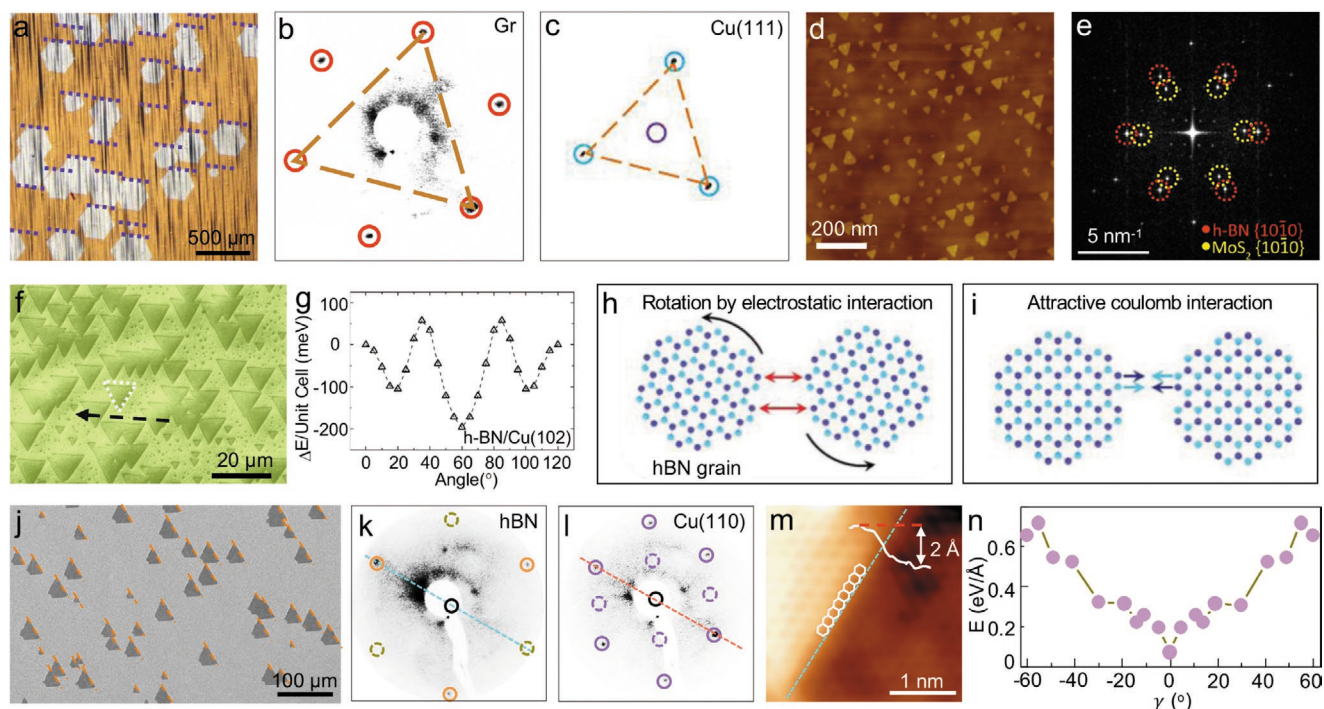 a
500 µm
b
Gr
c
Cu(111)
d
200 nm
e
5 nm⁻¹
h-BN {101̄0}
MoS₂ {101̄0}
f
20 µm
g
ΔE/Unit Cell (meV)
100
0
-100
-200
h-BN/Cu(102)
0 20 40 60 80 100 120
Angle(°)
h
Rotation by electrostatic interaction
hBN grain
i
Attractive coulomb interaction
j
100 µm
k
hBN
l
Cu(110)
m
2 Å
1 nm
n
E (eV/Å)
0.6
0.4
0.2
0
-60 -40 -20 0 20 40 60
γ (°)